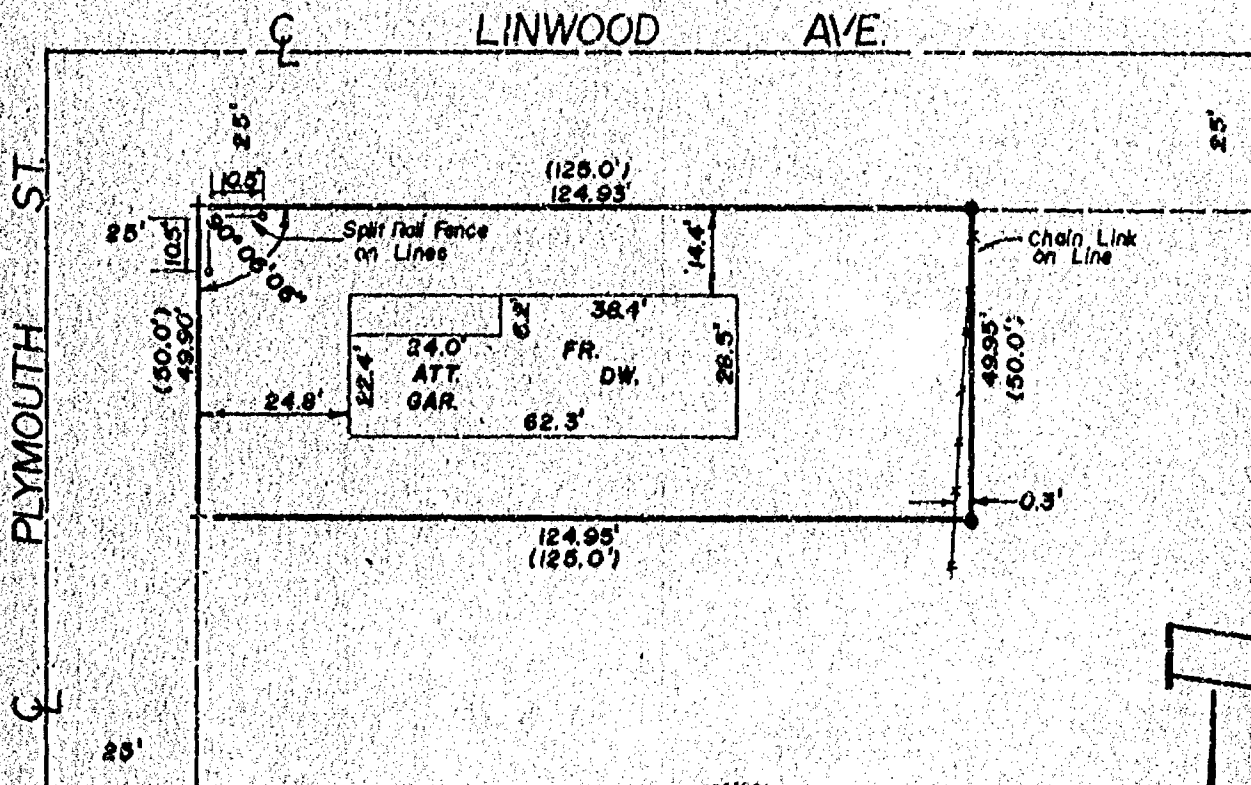 ℄ LINWOOD AVE.
25'
25'
10.5'
(125.0')
124.93'
PLYMOUTH ST.
25'
10.5'
Split Rail Fence
on Lines
14.4'
Chain Link
on Line
(50.0')
49.90'
6.2'
38.4'
24.0'
ATT.
GAR.
FR.
DW.
22.4'
28.5'
49.95'
(50.0')
24.8'
62.3'
0.3'
124.95'
(125.0')
℄
25'